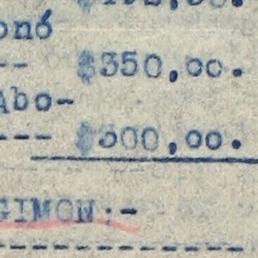 onó
-- $350,oo.
Abo-
--- $300,oo.
GIMON:-